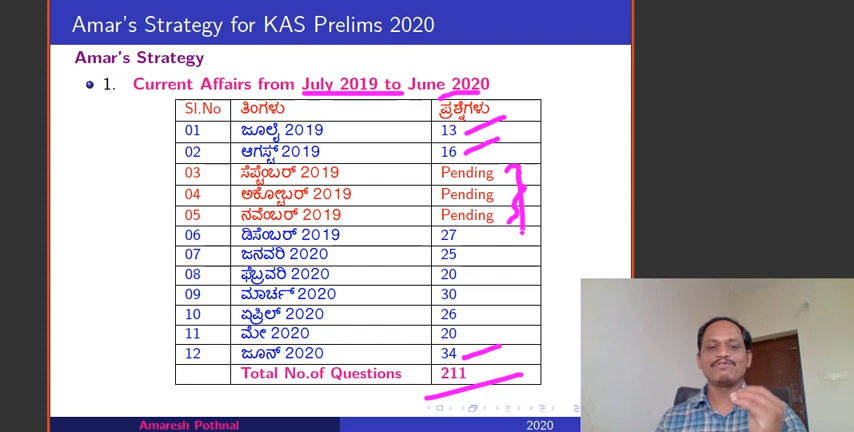 Amar's Strategy for KAS Prelims 2020
Amar's Strategy
1. Current Affairs from July 2019 to June 2020
Sl.No ತಿಂಗಳು ಪ್ರಶ್ನೆಗಳು
01 ಜೂಲೈ 2019 13
02 ಆಗಸ್ಟ್ 2019 16
03 ಸೆಪ್ಟೆಂಬರ್ 2019 Pending
04 ಅಕ್ಟೋಬರ್ 2019 Pending
05 ನವೆಂಬರ್ 2019 Pending
06 ಡಿಸೆಂಬರ್ 2019 27
07 ಜನವರಿ 2020 25
08 ಫೆಬ್ರವರಿ 2020 20
09 ಮಾರ್ಚ್ 2020 30
10 ಏಪ್ರಿಲ್ 2020 26
11 ಮೇ 2020 20
12 ಜೂನ್ 2020 34
Total No.of Questions 211
Amaresh Pothnal 2020